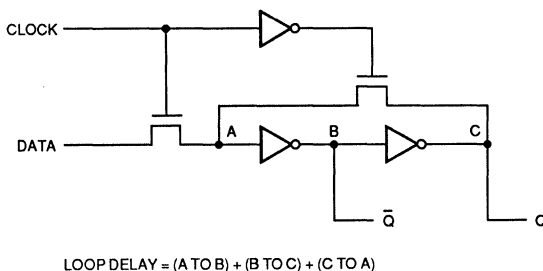 CLOCK
DATA
A
B
C
Q̅
Q
LOOP DELAY = (A TO B) + (B TO C) + (C TO A)